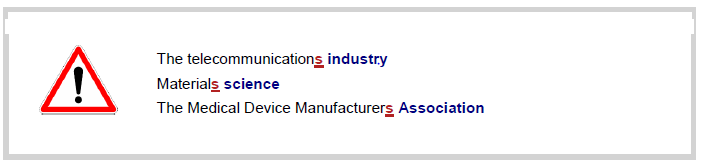 The telecommunications industry
Materials science
The Medical Device Manufacturers Association